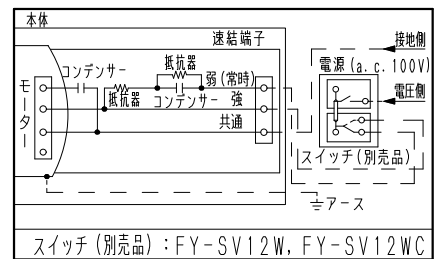 本体
速結端子
接地側
抵抗器
電源(a.c.100V)
コンデンサー
弱(常時)
モーター
抵抗器
コンデンサー
強
電圧側
共通
スイッチ(別売品)
アース
スイッチ(別売品):FY-SV12W,FY-SV12WC